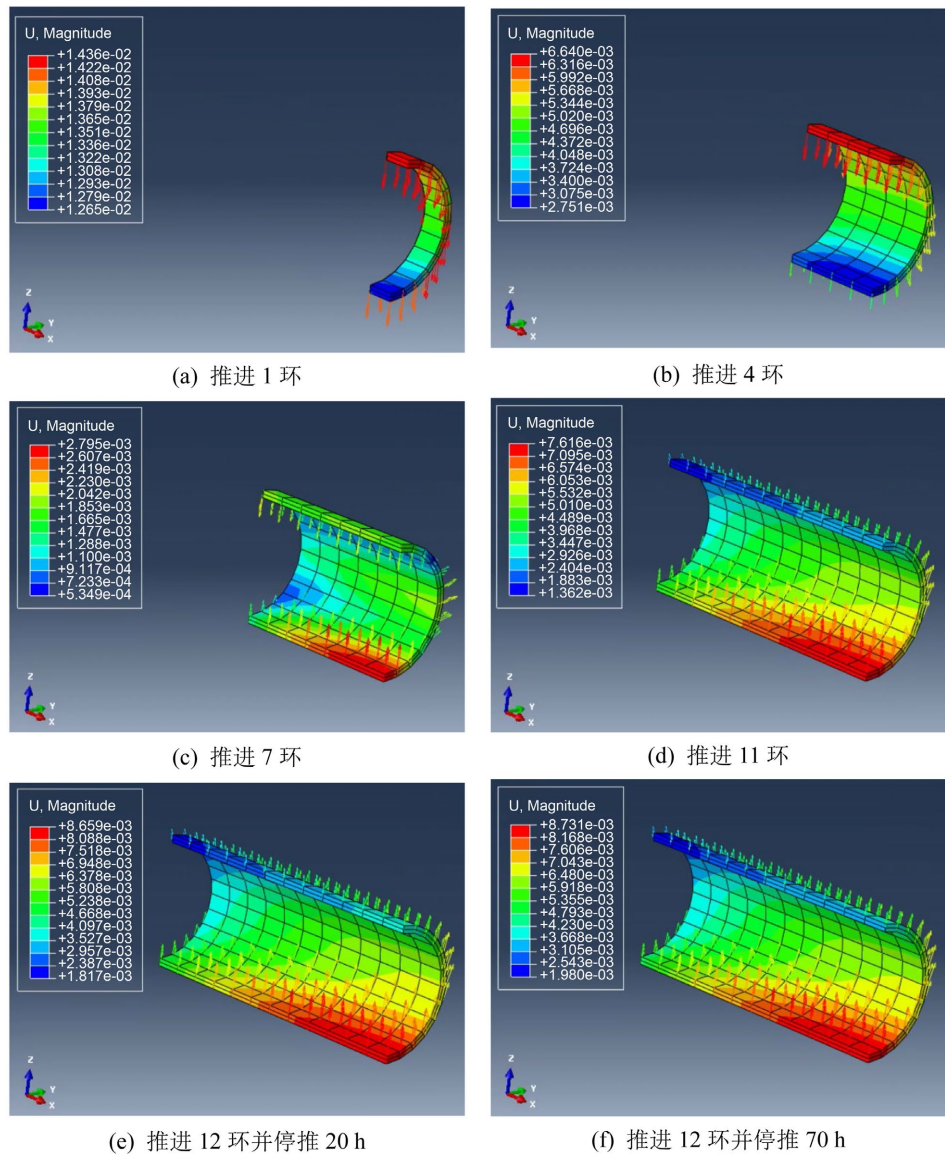 U, Magnitude
+1.436e-02
+1.422e-02
+1.408e-02
+1.393e-02
+1.379e-02
+1.365e-02
+1.351e-02
+1.336e-02
+1.322e-02
+1.308e-02
+1.293e-02
+1.279e-02
+1.265e-02
Z
Y
X
(a) 推进 1 环
U, Magnitude
+6.640e-03
+6.316e-03
+5.992e-03
+5.668e-03
+5.344e-03
+5.020e-03
+4.696e-03
+4.372e-03
+4.048e-03
+3.724e-03
+3.400e-03
+3.075e-03
+2.751e-03
Z
Y
X
(b) 推进 4 环
U, Magnitude
+2.795e-03
+2.607e-03
+2.419e-03
+2.230e-03
+2.042e-03
+1.853e-03
+1.665e-03
+1.477e-03
+1.288e-03
+1.100e-03
+9.117e-04
+7.233e-04
+5.349e-04
Z
Y
X
(c) 推进 7 环
U, Magnitude
+7.616e-03
+7.095e-03
+6.574e-03
+6.053e-03
+5.532e-03
+5.010e-03
+4.489e-03
+3.968e-03
+3.447e-03
+2.926e-03
+2.404e-03
+1.883e-03
+1.362e-03
Z
Y
X
(d) 推进 11 环
U, Magnitude
+8.659e-03
+8.088e-03
+7.518e-03
+6.948e-03
+6.378e-03
+5.808e-03
+5.238e-03
+4.668e-03
+4.097e-03
+3.527e-03
+2.957e-03
+2.387e-03
+1.817e-03
Z
Y
X
(e) 推进 12 环并停推 20 h
U, Magnitude
+8.731e-03
+8.168e-03
+7.606e-03
+7.043e-03
+6.480e-03
+5.918e-03
+5.355e-03
+4.793e-03
+4.230e-03
+3.668e-03
+3.105e-03
+2.543e-03
+1.980e-03
Z
Y
X
(f) 推进 12 环并停推 70 h